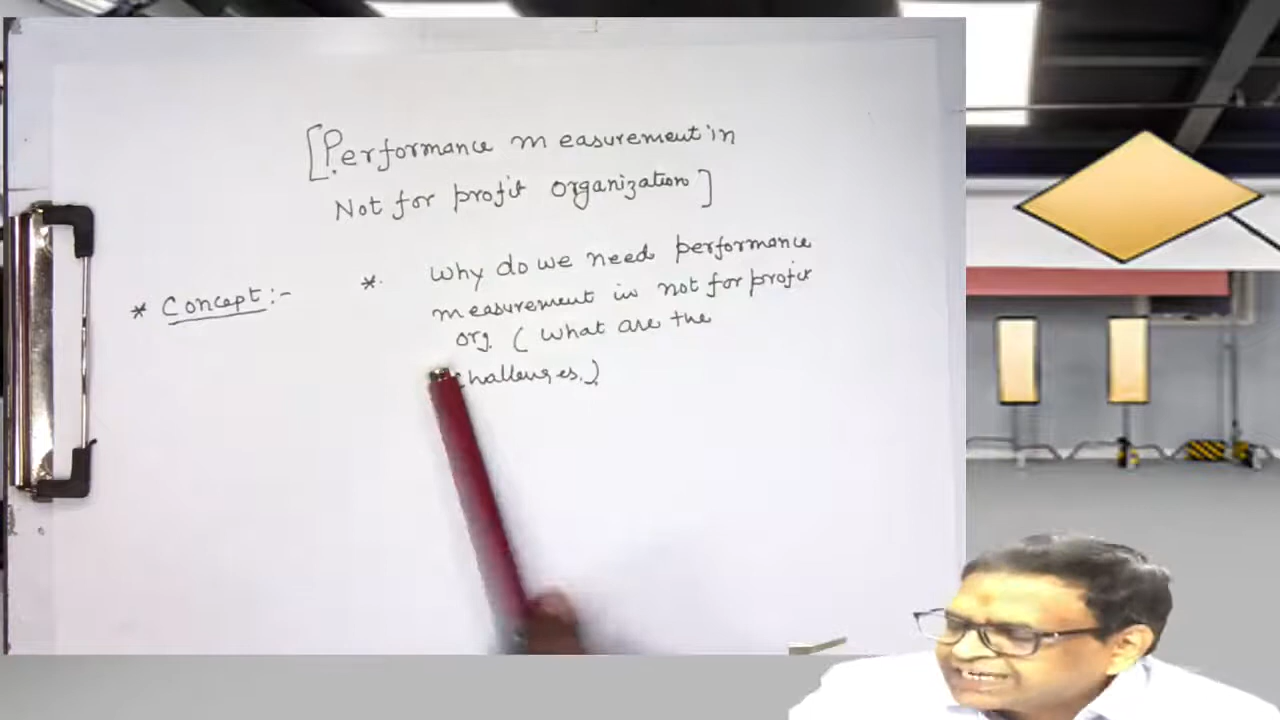 [Performance measurement in
Not for profit organization]
* Concept:-
*. Why do we need performance
measurement in not for profit
org. ( What are the
challenges.)